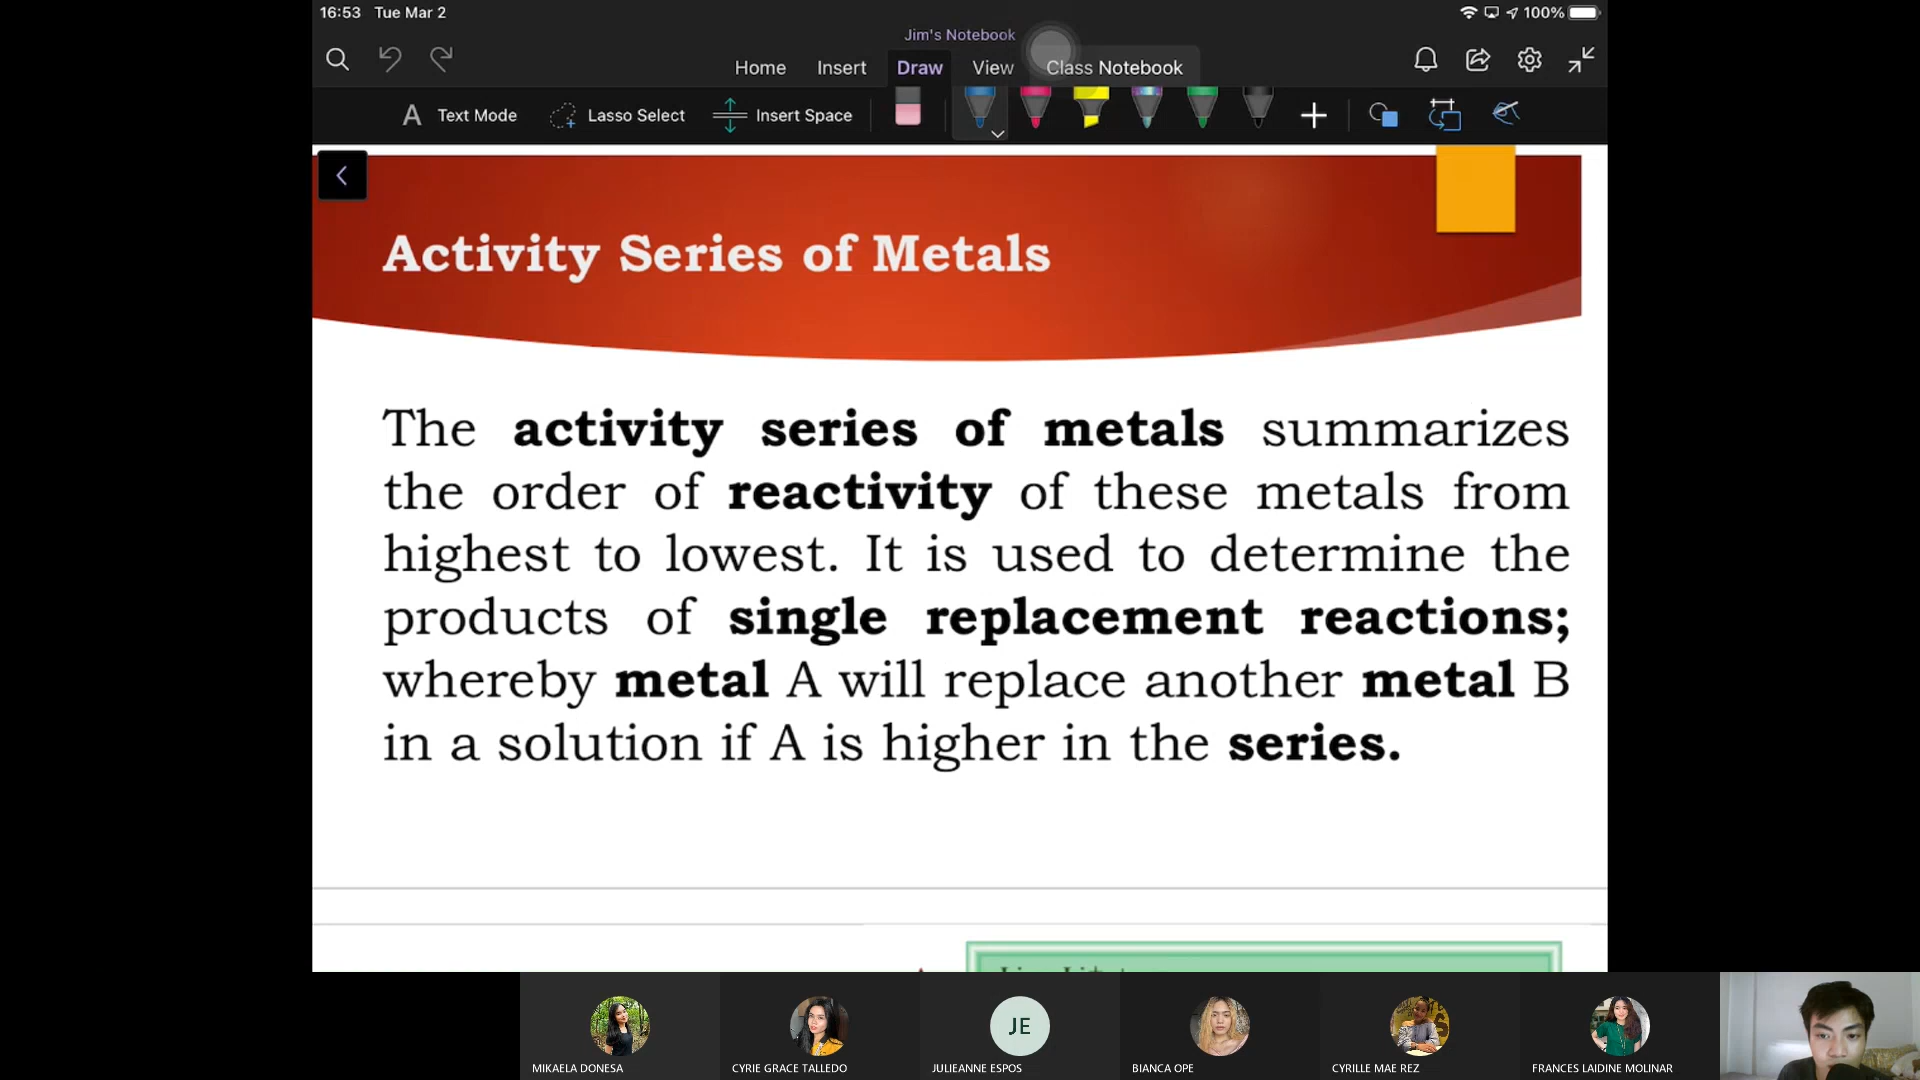 16:53 Tue Mar 2
100%
Jim's Notebook
Home Insert Draw View Class Notebook
A Text Mode Lasso Select Insert Space
Activity Series of Metals
The activity series of metals summarizes
the order of reactivity of these metals from
highest to lowest. It is used to determine the
products of single replacement reactions;
whereby metal A will replace another metal B
in a solution if A is higher in the series.
JE
MIKAELA DONESA CYRIE GRACE TALLEDO JULIEANNE ESPOS BIANCA OPE CYRILLE MAE REZ FRANCES LAIDINE MOLINAR